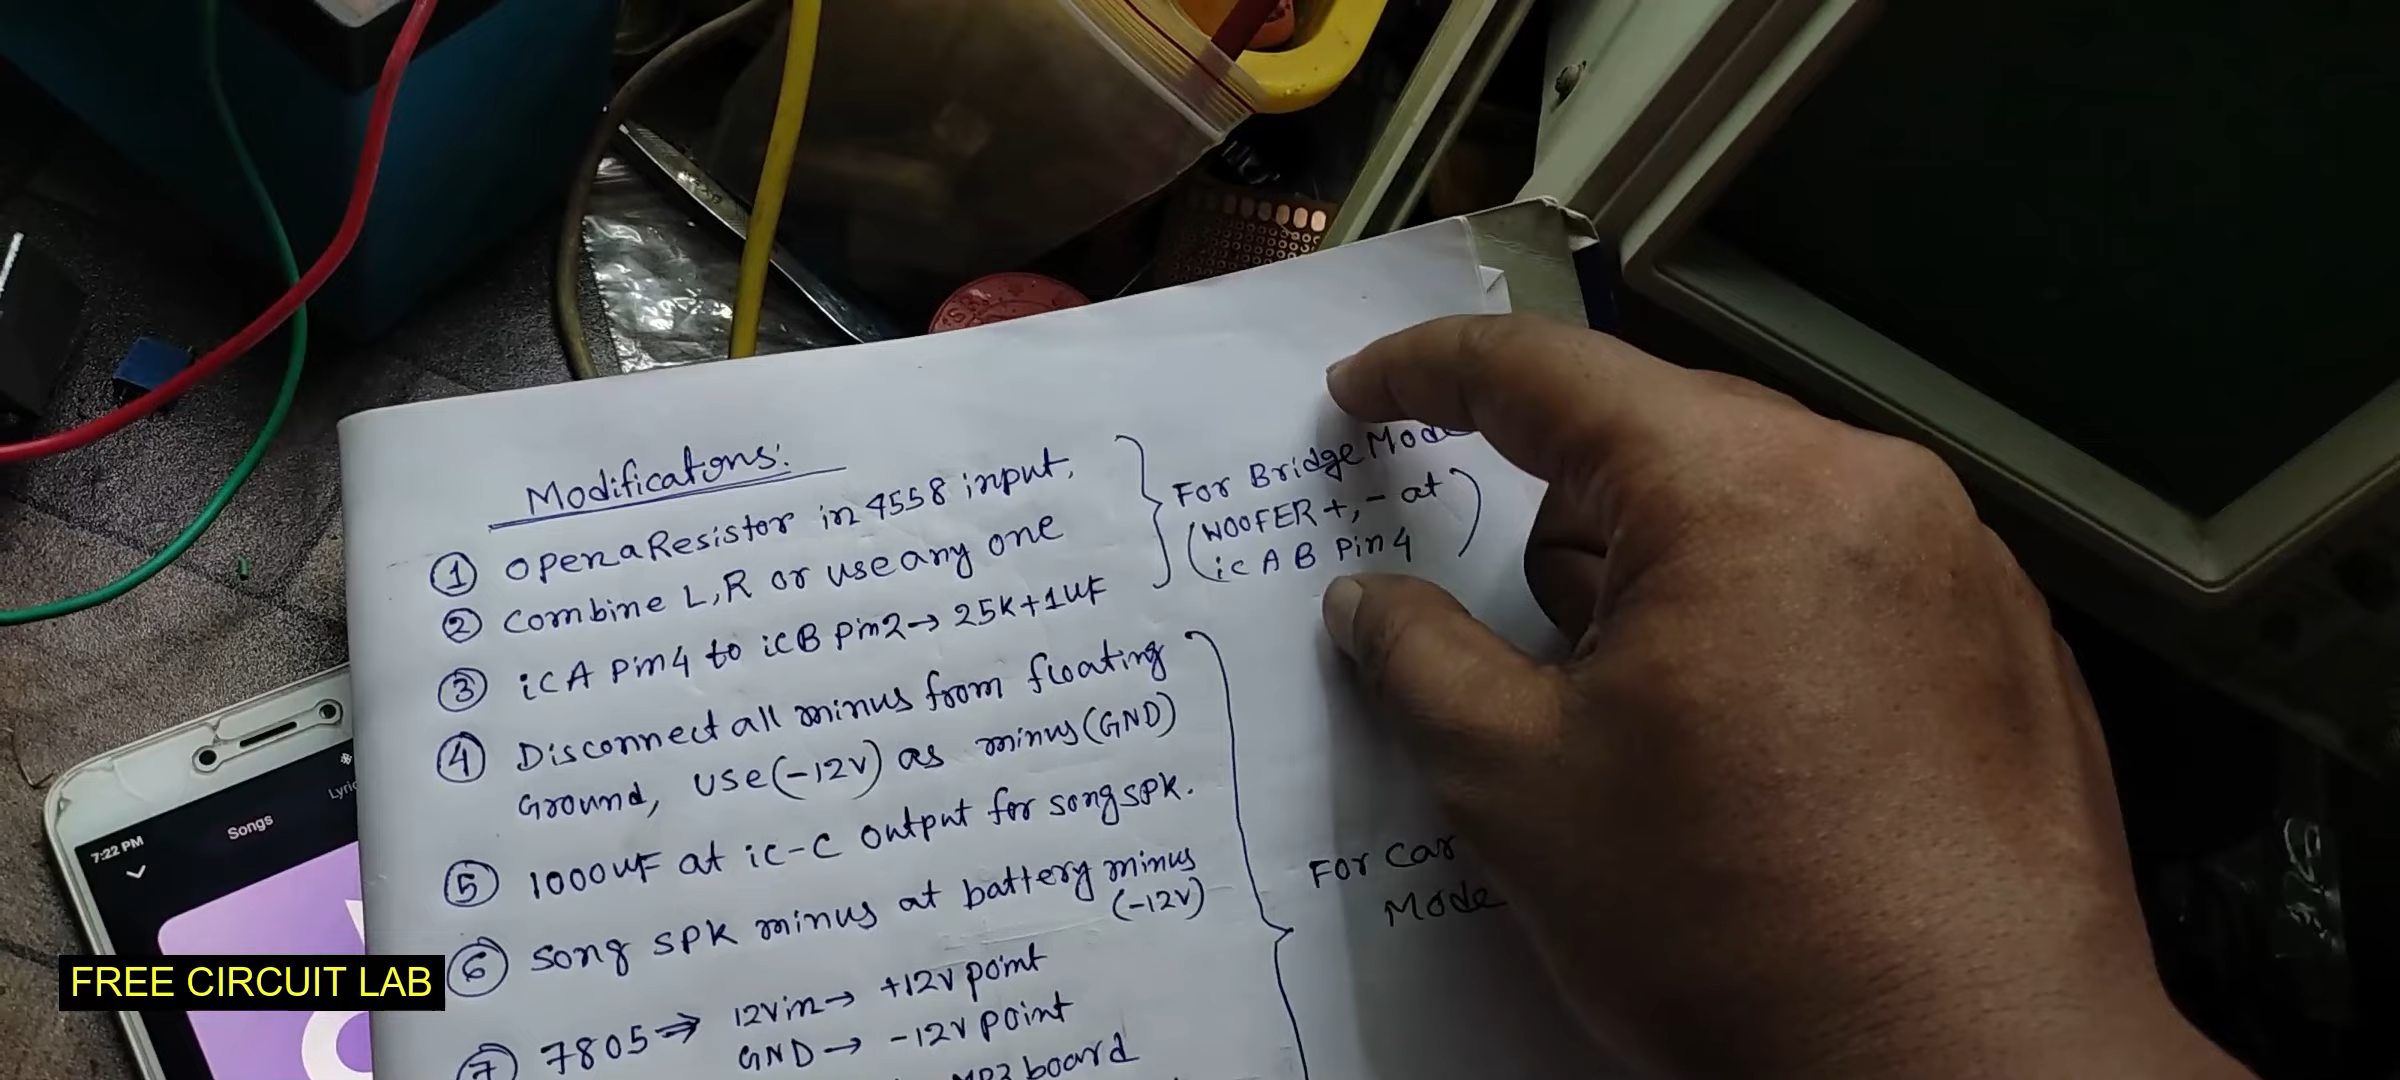 Modifications:
① open a Resistor in 4558 input,
② Combine L,R or use any one
③ ic A Pin4 to ic B Pin2→ 25K+1uF
For Bridge Mode
(WOOFER +,- at
ic A B Pin4)
④ Disconnect all minus from floating
Ground, use (-12V) as minus (GND)
⑤ 1000uF at ic-C output for song SPK.
⑥ Song SPK minus at battery minus
(-12V)
⑦ 7805⇒ 12Vin→ +12V point
GND→ -12V point
MP3 board
For Car
Mode
7:22 PM
Songs
FREE CIRCUIT LAB